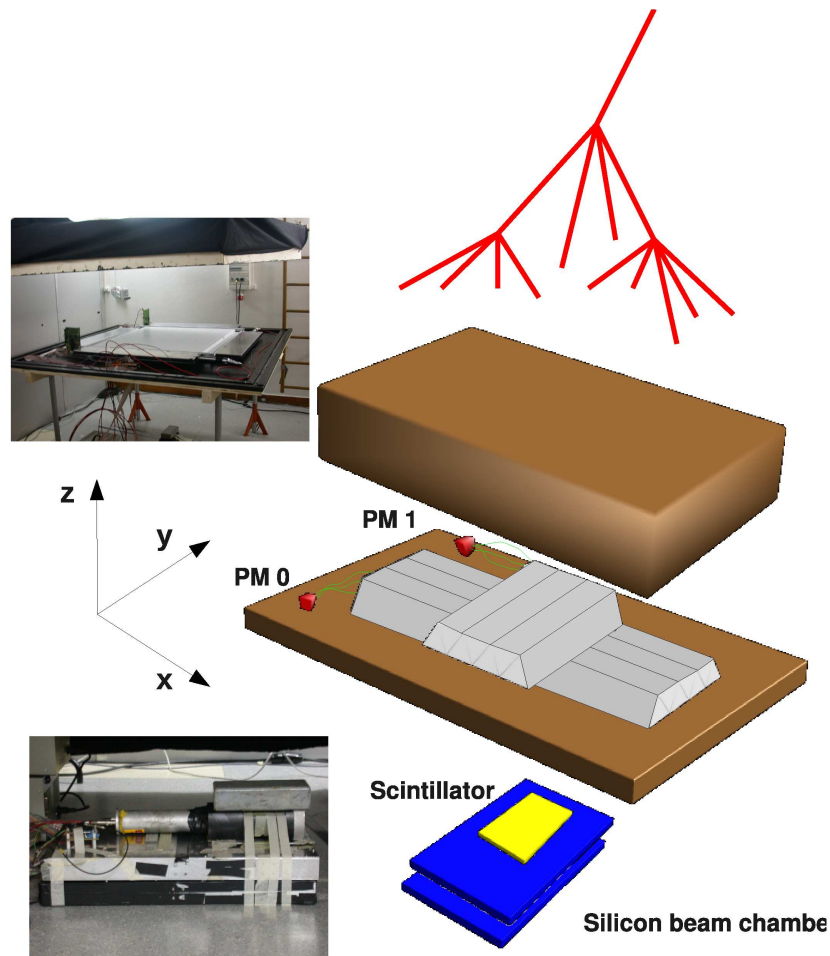 z
PM 1
y
PM 0
x
Scintillator
Silicon beam chambe